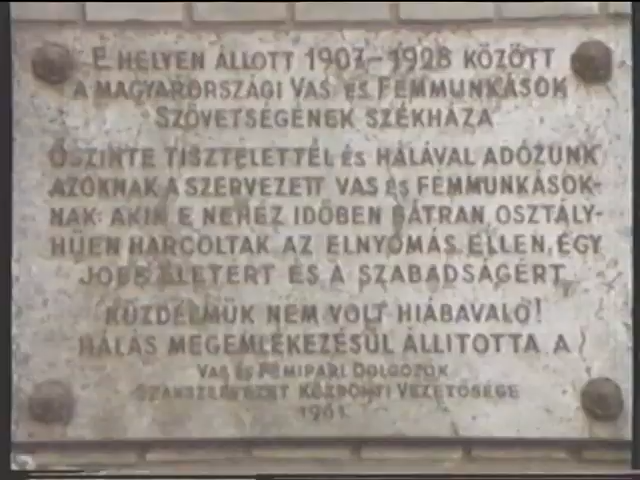 E HELYEN ÁLLOTT 1907-1928 KÖZÖTT
A MAGYARORSZÁGI VAS ÉS FÉMMUNKÁSOK
SZÖVETSÉGÉNEK SZÉKHÁZA
ŐSZINTE TISZTELETTEL ÉS HÁLÁVAL ADÓZUNK
AZOKNAK A SZERVEZETT VAS ÉS FÉMMUNKÁSOK-
NAK, AKIK E NEHÉZ IDŐBEN BÁTRAN OSZTÁLY-
HŰEN HARCOLTAK AZ ELNYOMÁS ELLEN, EGY
JOBB ÉLETÉRT ÉS A SZABADSÁGÉRT.
KÜZDELMÜK NEM VOLT HIÁBAVALÓ!
HÁLÁS MEGEMLÉKEZÉSÜL ÁLLÍTOTTA A
VAS ÉS FÉMIPARI DOLGOZÓK
SZAKSZERVEZET KÖZPONTI VEZETŐSÉGE
1961.